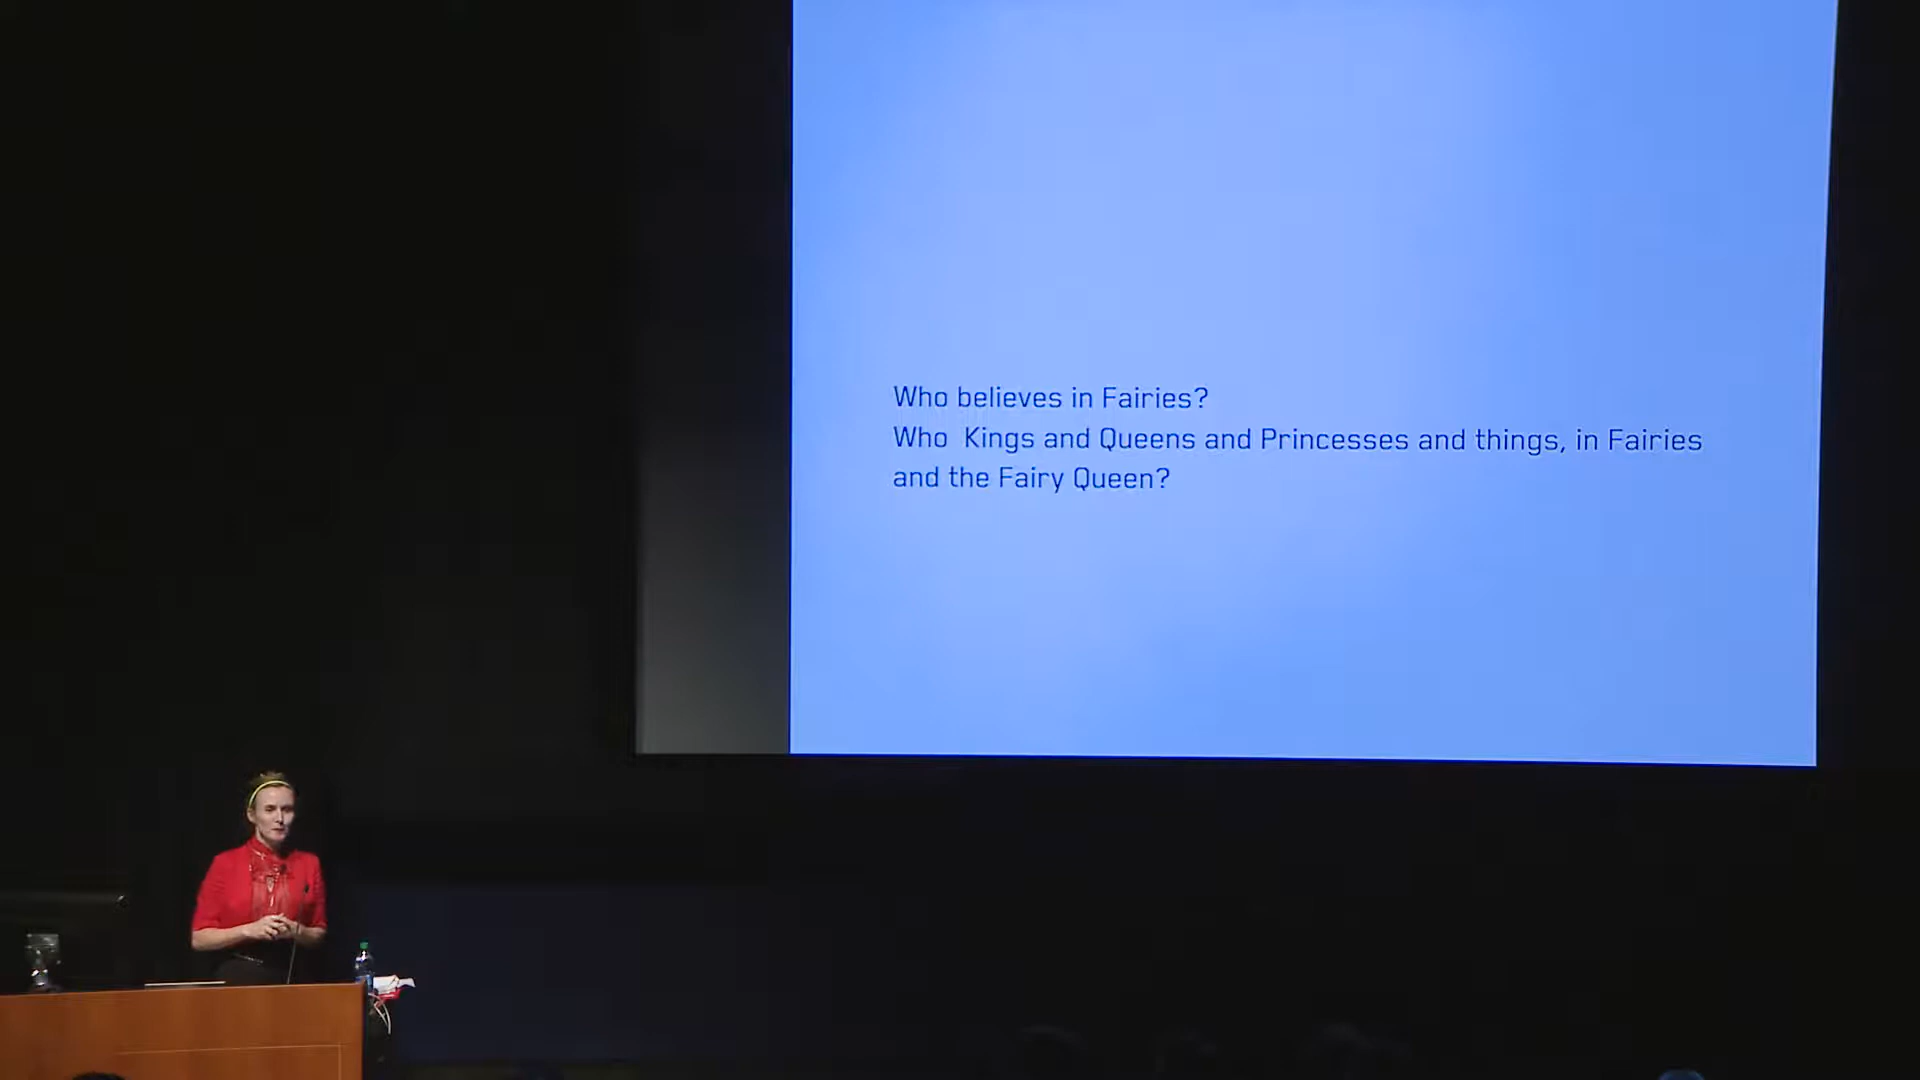 Who believes in Fairies?
Who  Kings and Queens and Princesses and things, in Fairies
and the Fairy Queen?